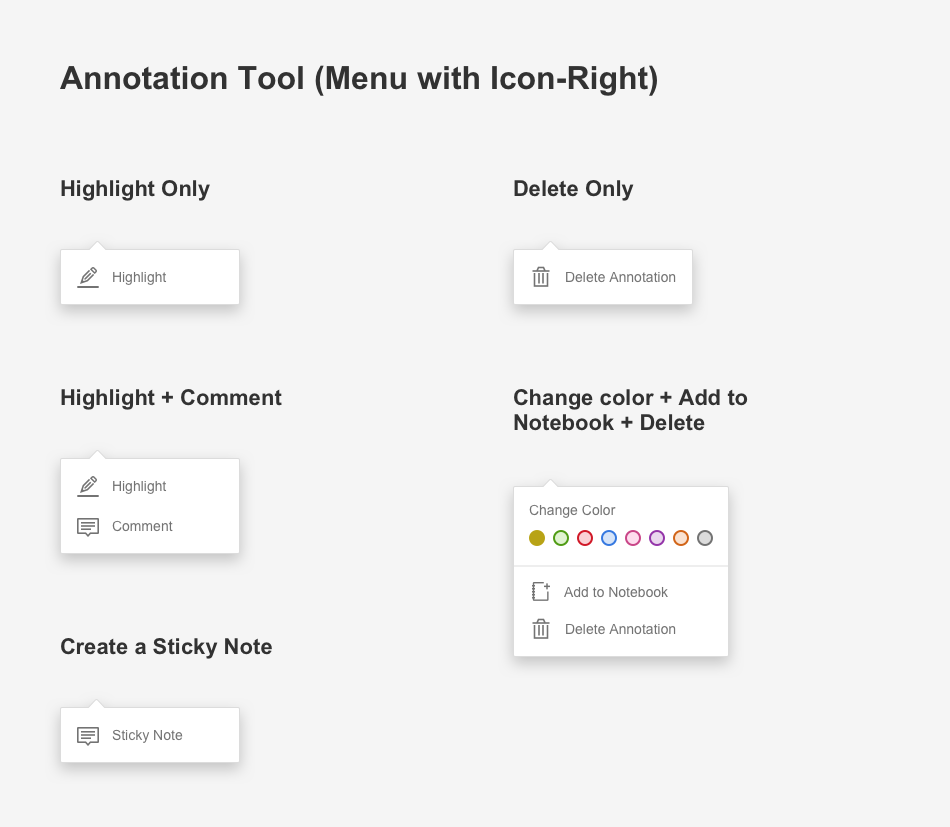 Annotation Tool (Menu with Icon-Right)
Highlight Only
Highlight
Highlight + Comment
Highlight
Comment
Create a Sticky Note
Sticky Note
Delete Only
Delete Annotation
Change color + Add to
Notebook + Delete
Change Color
Add to Notebook
Delete Annotation